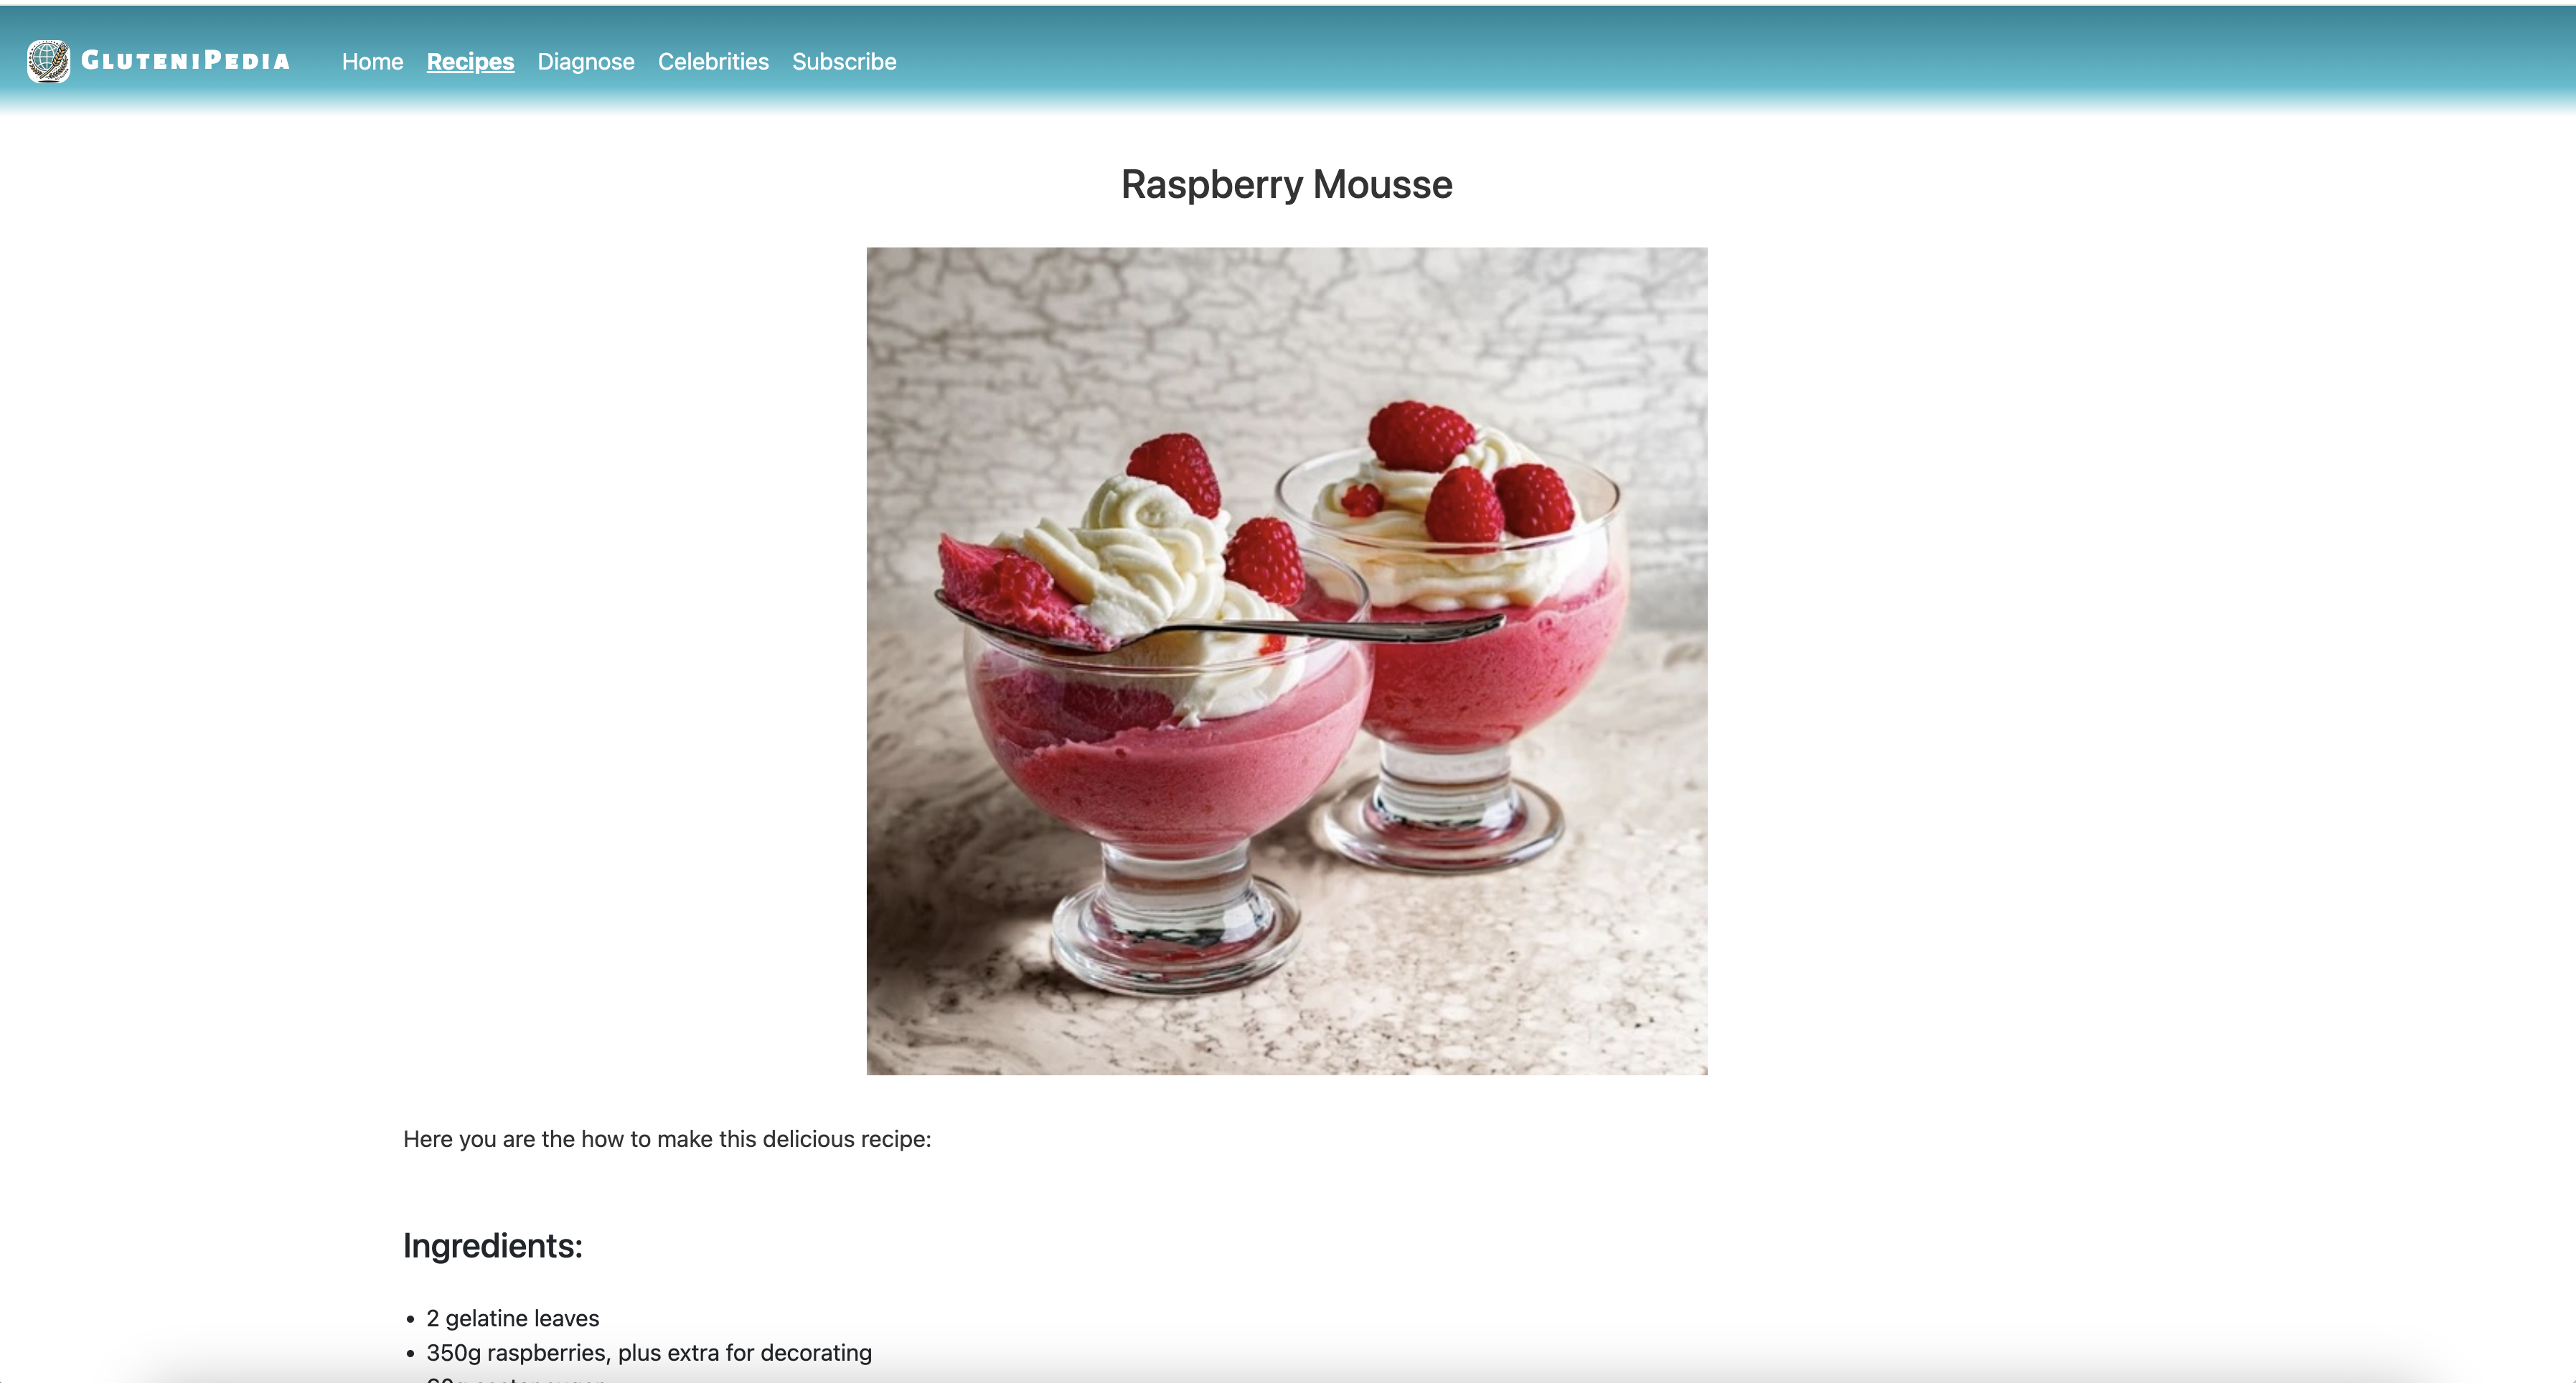 GLUTENIPEDIA Home Recipes Diagnose Celebrities Subscribe
Raspberry Mousse
Here you are the how to make this delicious recipe:
Ingredients:
• 2 gelatine leaves
• 350g raspberries, plus extra for decorating